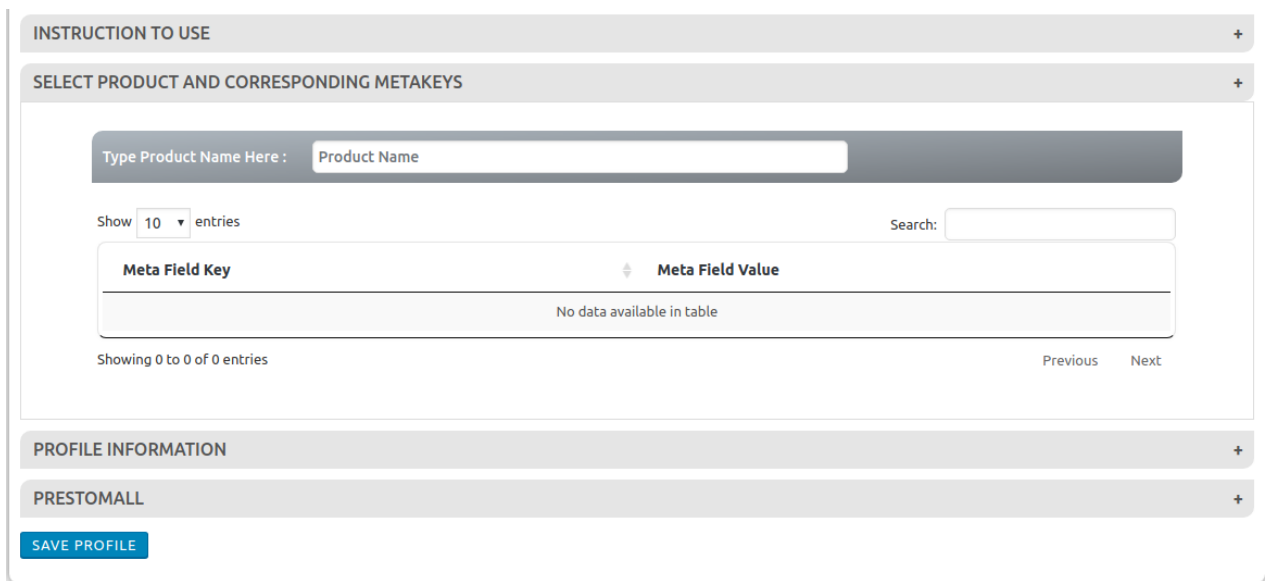 INSTRUCTION TO USE +
SELECT PRODUCT AND CORRESPONDING METAKEYS +
Type Product Name Here : Product Name
Show 10 entries Search:
Meta Field Key Meta Field Value
No data available in table
Showing 0 to 0 of 0 entries Previous Next
PROFILE INFORMATION +
PRESTOMALL +
SAVE PROFILE